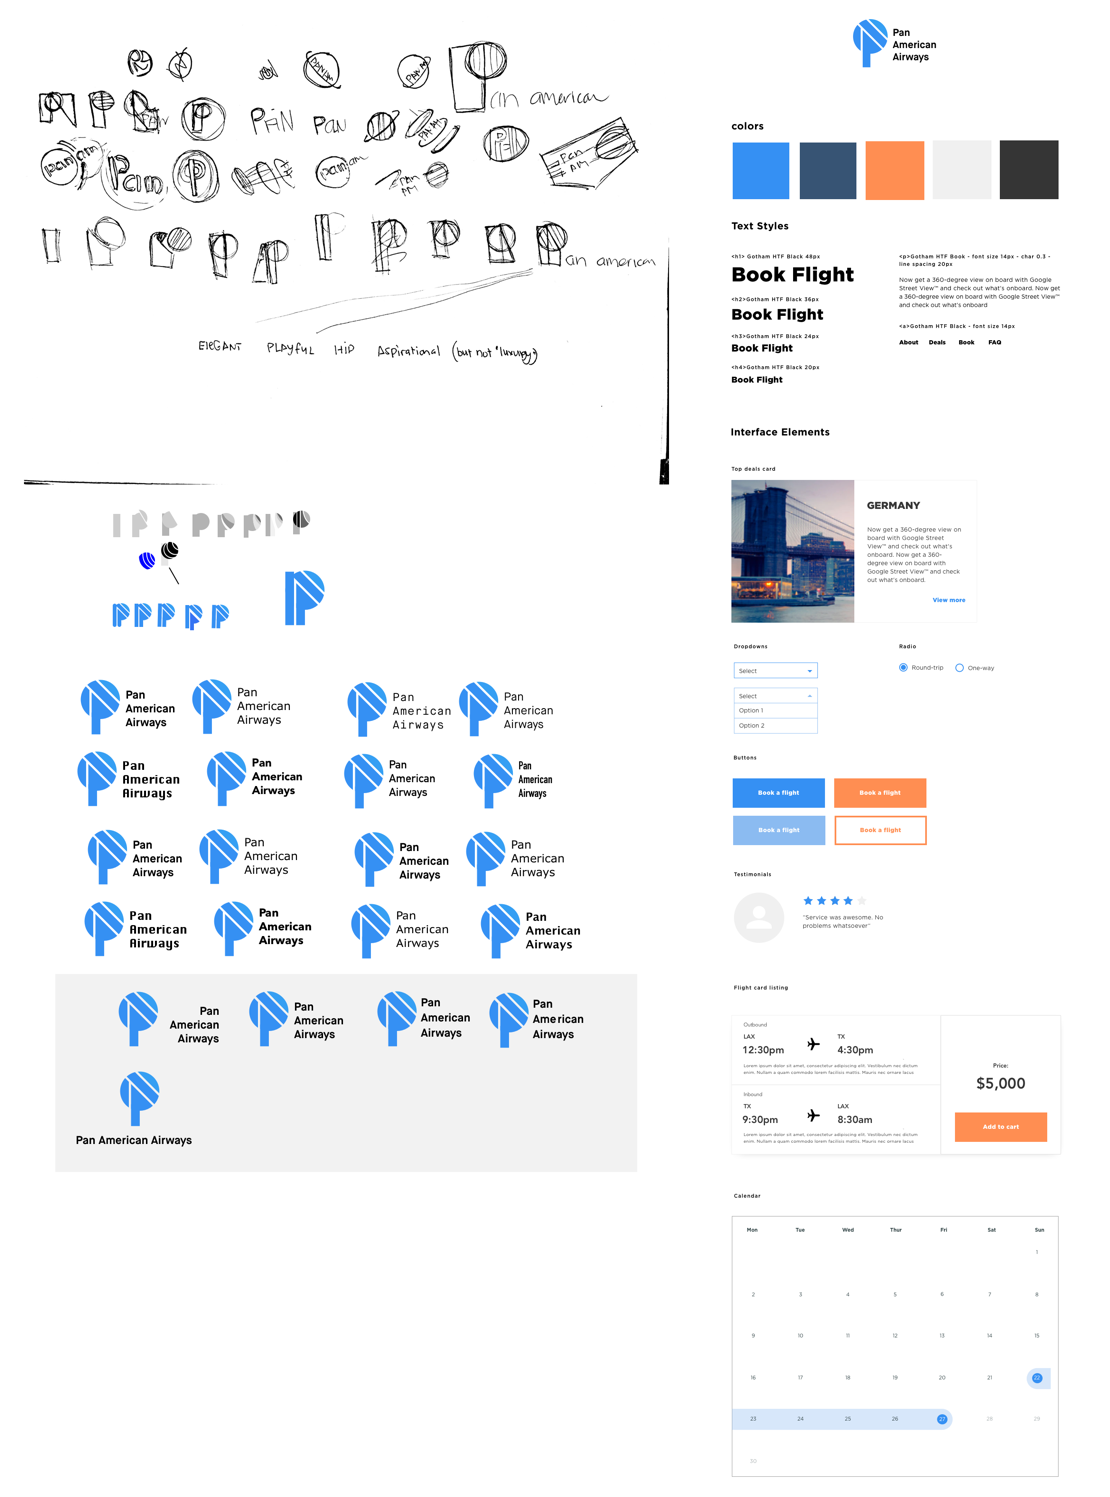 PAN AM
PAN
Pan
an american
Pan Am
Pan
Pan
AM
an american
ELEGANT PLAYFUL HIP Aspirational (but not "luxury")
Pan
American
Airways
Pan
American
Airways
Pan
American
Airways
Pan
American
Airways
Pan
American
Airways
Pan
American
Airways
Pan
American
Airways
Pan
American
Airways
Pan
American
Airways
Pan
American
Airways
Pan
American
Airways
Pan
American
Airways
Pan
American
Airways
Pan
American
Airways
Pan
American
Airways
Pan
American
Airways
Pan
American
Airways
Pan
American
Airways
Pan
American
Airways
Pan
American
Airways
Pan American Airways
Pan
American
Airways
colors
Text Styles
<h1> Gotham HTF Black 48px
Book Flight
<h2>Gotham HTF Black 36px
Book Flight
<h3>Gotham HTF Black 24px
Book Flight
<h4>Gotham HTF Black 20px
Book Flight
<p>Gotham HTF Book - font size 14px - char 0.3 -
line spacing 20px
Now get a 360-degree view on board with Google
Street View™ and check out what's onboard. Now get
a 360-degree view on board with Google Street View™
and check out what's onboard
<a>Gotham HTF Black - font size 14px
About Deals Book FAQ
Interface Elements
Top deals card
GERMANY
Now get a 360-degree view on
board with Google Street
View™ and check out what's
onboard. Now get a 360-
degree view on board with
Google Street View™ and check
out what's onboard.
View more
Dropdowns
Select
Select
Option 1
Option 2
Radio
Round-trip One-way
Buttons
Book a flight Book a flight
Book a flight Book a flight
Testimonials
"Service was awesome. No
problems whatsoever"
Flight card listing
Outbound
LAX TX
12:30pm 4:30pm
Lorem ipsum dolor sit amet, consectetur adipiscing elit. Vestibulum nec dictum
enim. Nullam a quam commodo lorem facilisis mattis. Mauris nec ornare lacus
Inbound
TX LAX
9:30pm 8:30am
Lorem ipsum dolor sit amet, consectetur adipiscing elit. Vestibulum nec dictum
enim. Nullam a quam commodo lorem facilisis mattis. Mauris nec ornare lacus
Price:
$5,000
Add to cart
Calendar
Mon Tue Wed Thur Fri Sat Sun
1
2 3 4 5 6 7 8
9 10 11 12 13 14 15
16 17 18 19 20 21 22
23 24 25 26 27 28 29
30